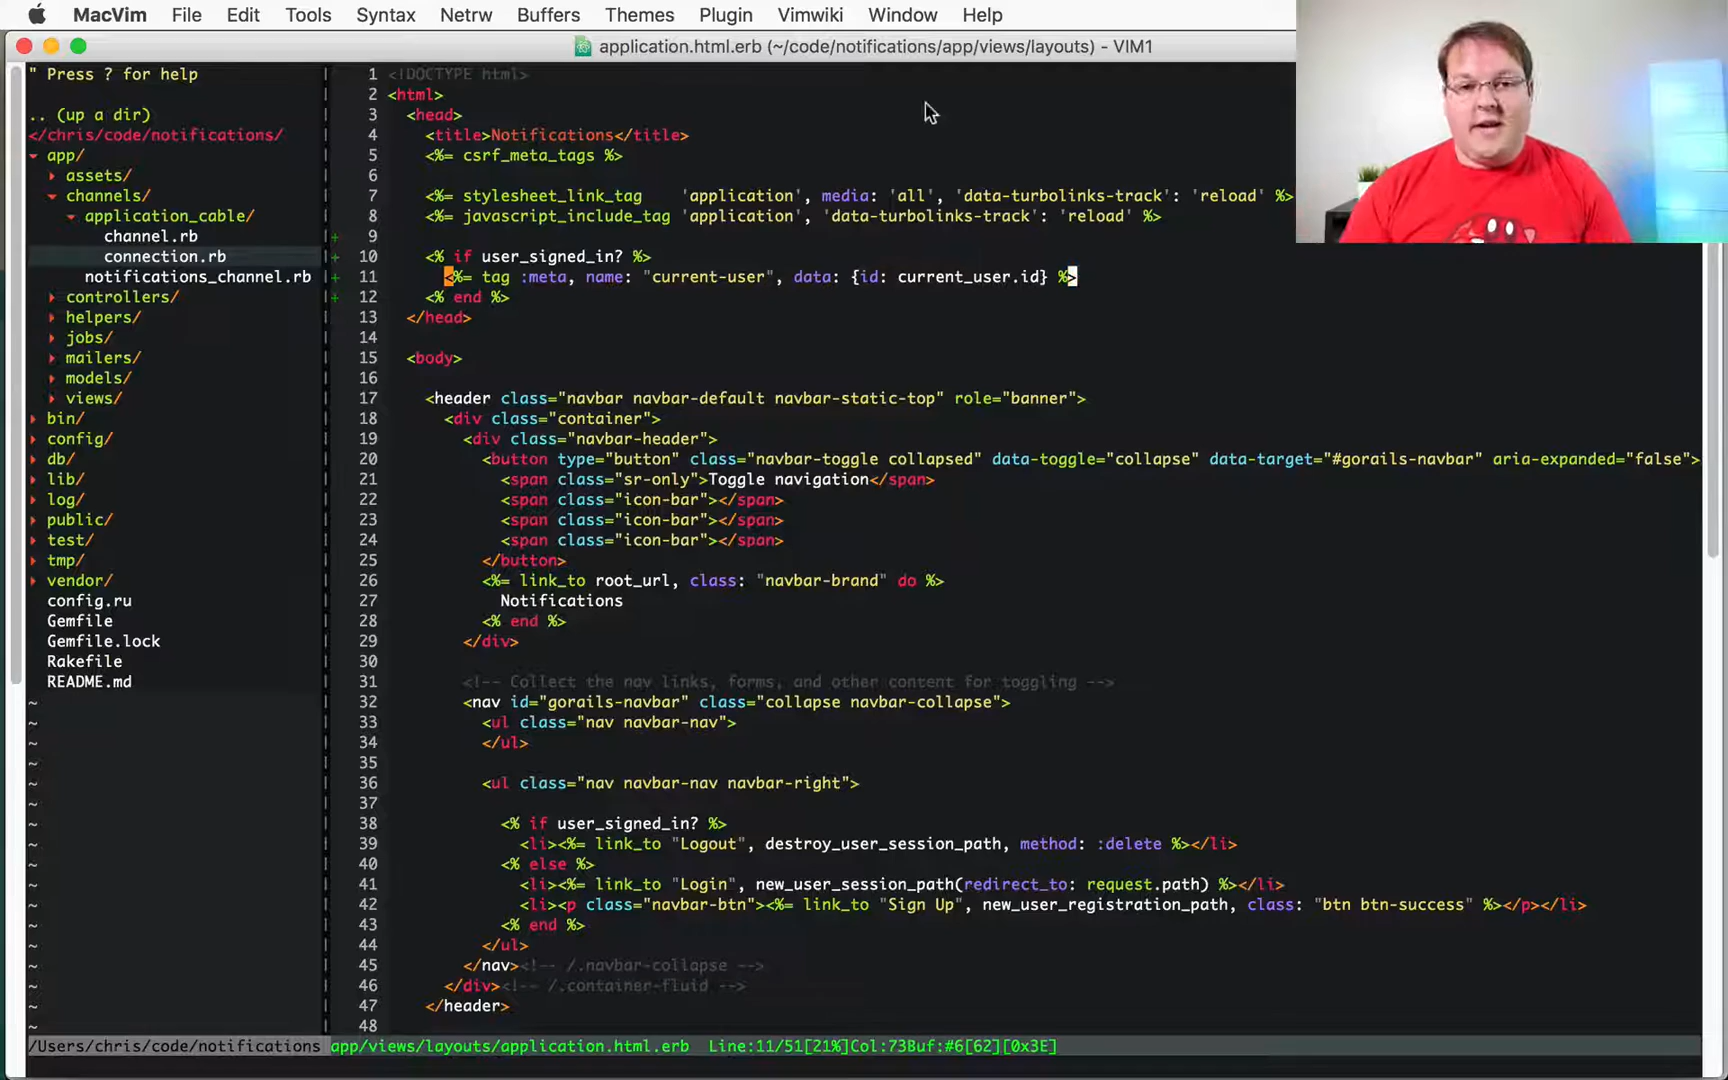 MacVim File Edit Tools Syntax Netrw Buffers Themes Plugin Vimwiki Window Help
application.html.erb (~/code/notifications/app/views/layouts) - VIM1
" Press ? for help
.. (up a dir)
</chris/code/notifications/
app/
assets/
channels/
application_cable/
channel.rb
connection.rb
notifications_channel.rb
controllers/
helpers/
jobs/
mailers/
models/
views/
bin/
config/
db/
lib/
log/
public/
test/
tmp/
vendor/
config.ru
Gemfile
Gemfile.lock
Rakefile
README.md
1 <!DOCTYPE html>
2 <html>
3 <head>
4 <title>Notifications</title>
5 <%= csrf_meta_tags %>
6
7 <%= stylesheet_link_tag 'application', media: 'all', 'data-turbolinks-track': 'reload' %>
8 <%= javascript_include_tag 'application', 'data-turbolinks-track': 'reload' %>
+ 9
+ 10 <% if user_signed_in? %>
+ 11 <%= tag :meta, name: "current-user", data: {id: current_user.id} %>
+ 12 <% end %>
13 </head>
14
15 <body>
16
17 <header class="navbar navbar-default navbar-static-top" role="banner">
18 <div class="container">
19 <div class="navbar-header">
20 <button type="button" class="navbar-toggle collapsed" data-toggle="collapse" data-target="#gorails-navbar" aria-expanded="false">
21 <span class="sr-only">Toggle navigation</span>
22 <span class="icon-bar"></span>
23 <span class="icon-bar"></span>
24 <span class="icon-bar"></span>
25 </button>
26 <%= link_to root_url, class: "navbar-brand" do %>
27 Notifications
28 <% end %>
29 </div>
30
31 <!-- Collect the nav links, forms, and other content for toggling -->
32 <nav id="gorails-navbar" class="collapse navbar-collapse">
33 <ul class="nav navbar-nav">
34 </ul>
35
36 <ul class="nav navbar-nav navbar-right">
37
38 <% if user_signed_in? %>
39 <li><%= link_to "Logout", destroy_user_session_path, method: :delete %></li>
40 <% else %>
41 <li><%= link_to "Login", new_user_session_path(redirect_to: request.path) %></li>
42 <li><p class="navbar-btn"><%= link_to "Sign Up", new_user_registration_path, class: "btn btn-success" %></p></li>
43 <% end %>
44 </ul>
45 </nav><!-- /.navbar-collapse -->
46 </div><!-- /.container-fluid -->
47 </header>
48
/Users/chris/code/notifications app/views/layouts/application.html.erb Line:11/51[21%]Col:73Buf:#6[62][0x3E]